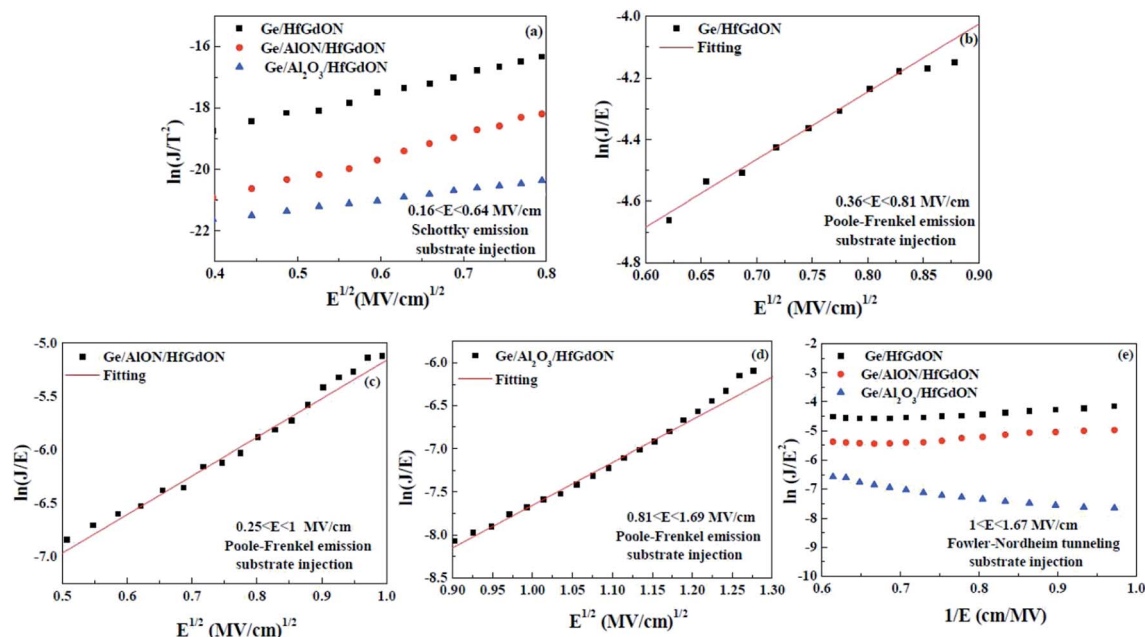 (a)
Ge/HfGdON
Ge/AlON/HfGdON
Ge/Al₂O₃/HfGdON
-16
-18
-20
-22
ln(J/T²)
0.16<E<0.64 MV/cm
Schottky emission
substrate injection
0.4 0.5 0.6 0.7 0.8
E^1/2(MV/cm)^1/2
(b)
Ge/HfGdON
Fitting
-4.0
-4.2
-4.4
-4.6
-4.8
ln(J/E)
0.36<E<0.81 MV/cm
Poole-Frenkel emission
substrate injection
0.60 0.65 0.70 0.75 0.80 0.85 0.90
E^1/2 (MV/cm)^1/2
(c)
Ge/AlON/HfGdON
Fitting
-5.0
-5.5
-6.0
-6.5
-7.0
ln(J/E)
0.25<E<1 MV/cm
Poole-Frenkel emission
substrate injection
0.5 0.6 0.7 0.8 0.9 1.0
E^1/2 (MV/cm)^1/2
(d)
Ge/Al₂O₃/HfGdON
Fitting
-6.0
-6.5
-7.0
-7.5
-8.0
-8.5
ln(J/E)
0.81<E<1.69 MV/cm
Poole-Frenkel emission
substrate injection
0.90 0.95 1.00 1.05 1.10 1.15 1.20 1.25 1.30
E^1/2 (MV/cm)^1/2
(e)
Ge/HfGdON
Ge/AlON/HfGdON
Ge/Al₂O₃/HfGdON
-2
-3
-4
-5
-6
-7
-8
-9
ln (J/E²)
1<E<1.67 MV/cm
Fowler-Nordheim tunneling
substrate injection
0.6 0.7 0.8 0.9 1.0
1/E (cm/MV)